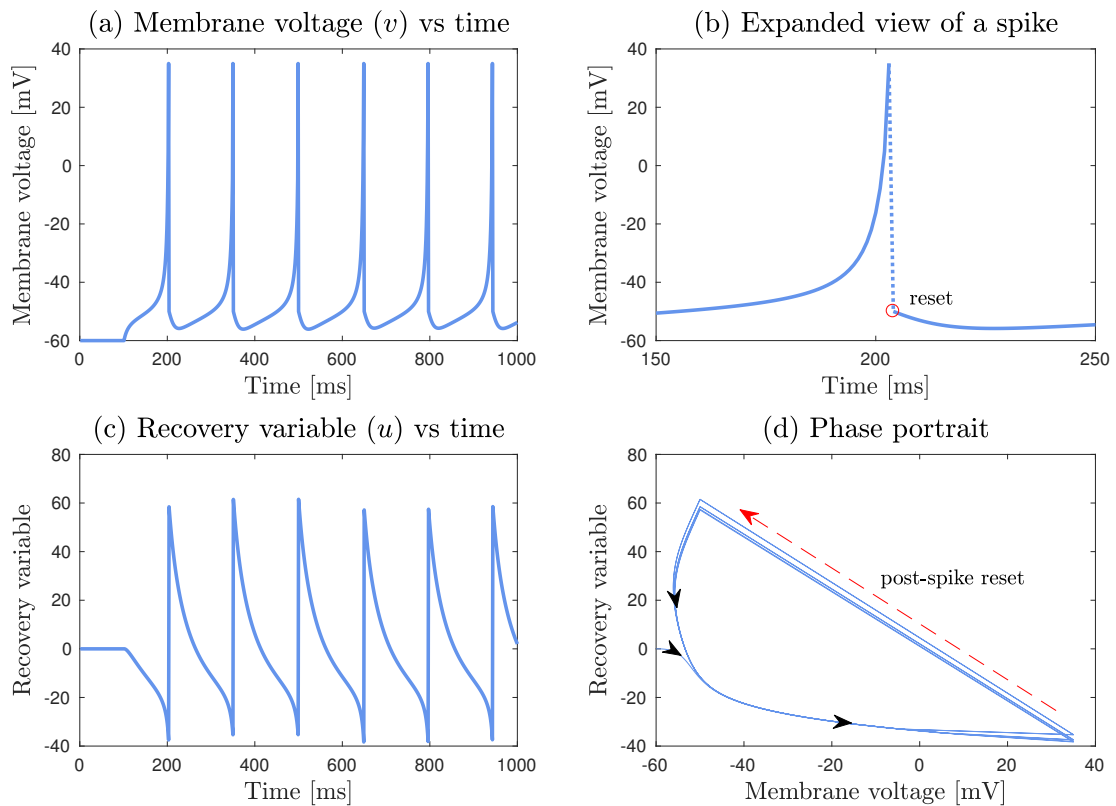 (a) Membrane voltage (v) vs time
Membrane voltage [mV]
40
20
0
-20
-40
-60
0 200 400 600 800 1000
Time [ms]
(b) Expanded view of a spike
Membrane voltage [mV]
40
20
0
-20
-40
-60
reset
150 200 250
Time [ms]
(c) Recovery variable (u) vs time
Recovery variable
80
60
40
20
0
-20
-40
0 200 400 600 800 1000
Time [ms]
(d) Phase portrait
Recovery variable
80
60
40
20
0
-20
-40
post-spike reset
-60 -40 -20 0 20 40
Membrane voltage [mV]